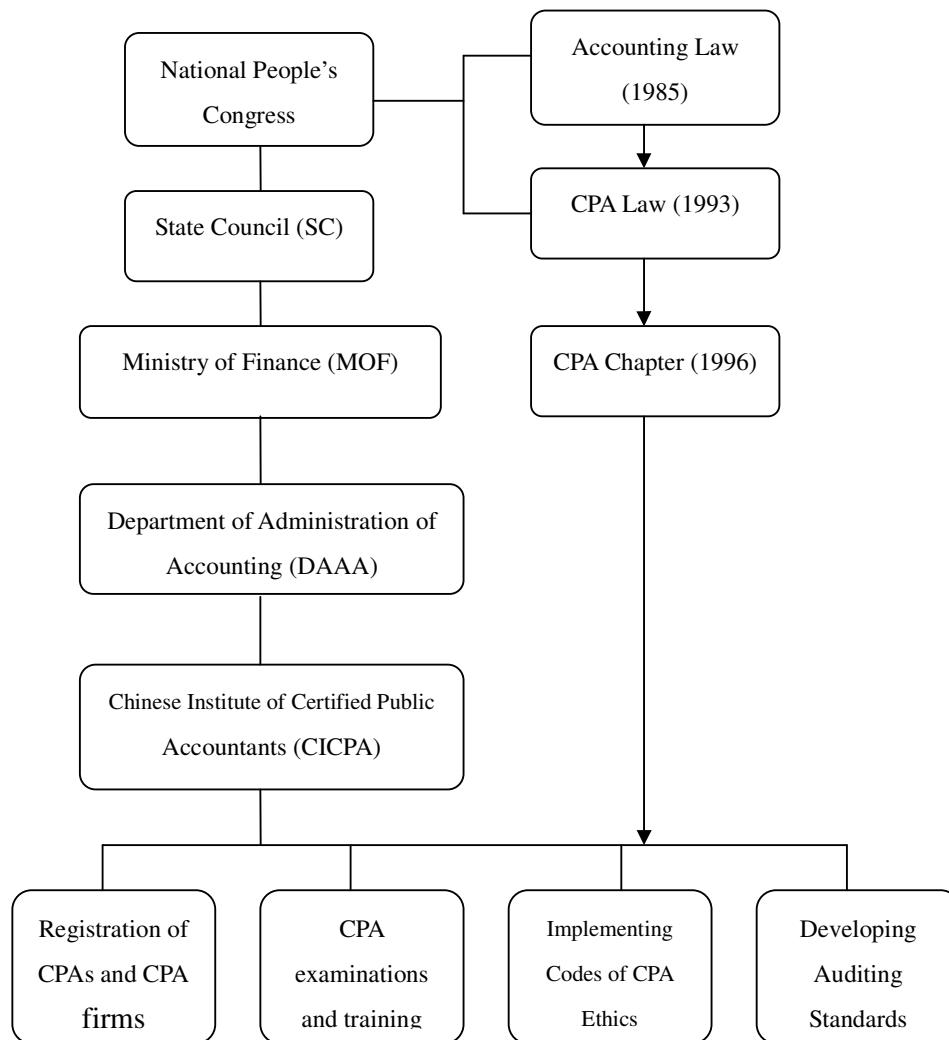 National People’s
Congress
Accounting Law
(1985)
State Council (SC)
CPA Law (1993)
Ministry of Finance (MOF)
CPA Chapter (1996)
Department of Administration of
Accounting (DAAA)
Chinese Institute of Certified Public
Accountants (CICPA)
Registration of
CPAs and CPA
firms
CPA
examinations
and training
Implementing
Codes of CPA
Ethics
Developing
Auditing
Standards